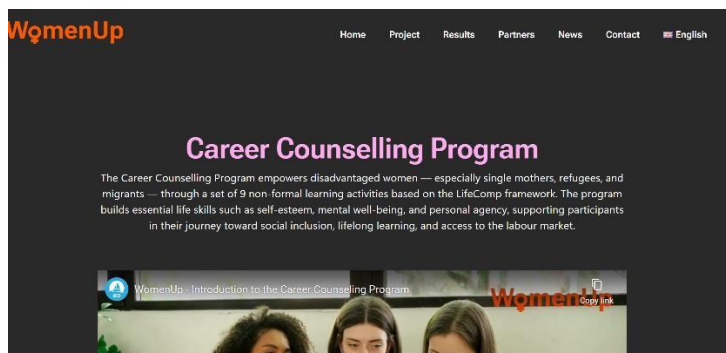 WomenUp
Home Project Results Partners News Contact English
Career Counselling Program
The Career Counselling Program empowers disadvantaged women — especially single mothers, refugees, and
migrants — through a set of 9 non-formal learning activities based on the LifeComp framework. The program
builds essential life skills such as self-esteem, mental well-being, and personal agency, supporting participants
in their journey toward social inclusion, lifelong learning, and access to the labour market.
WomenUp - Introduction to the Career Counseling Program
WomenUp
Copy link